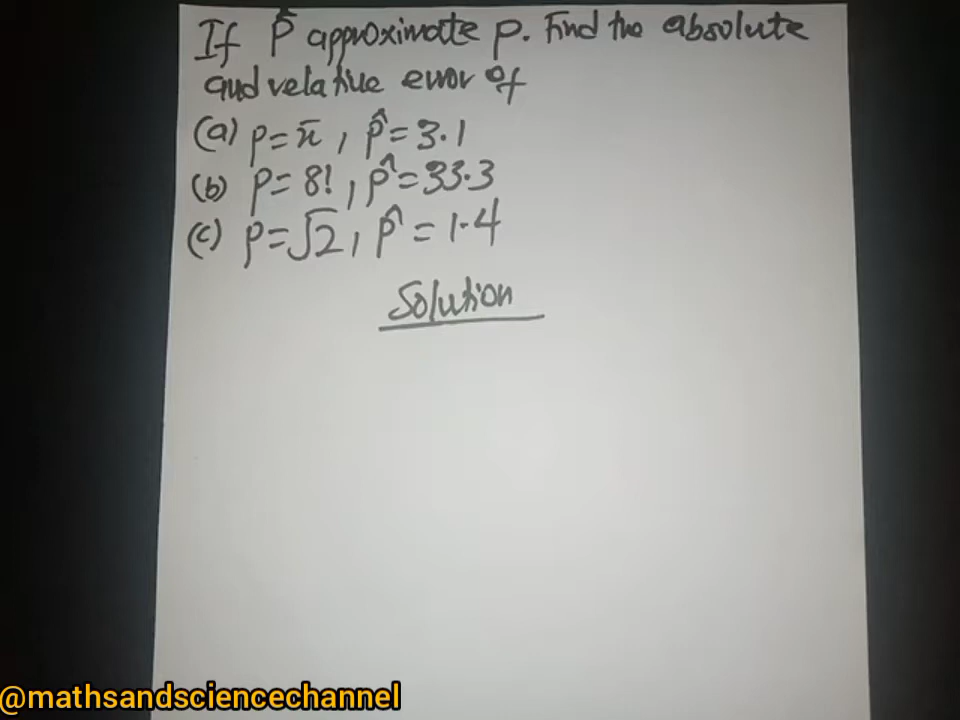 If p̂ approximate p. Find the absolute
and relative error of
(a) p=π, p̂=3.1
(b) p=8!, p̂=33.3
(c) p=√2, p̂=1.4
Solution
@mathsandsciencechannel